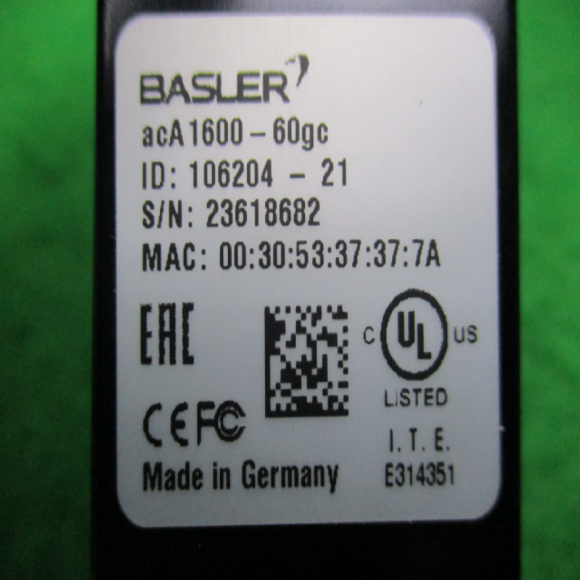 BASLER
acA1600-60gc
ID: 106204 - 21
S/N: 23618682
MAC: 00:30:53:37:37:7A
EAC
C UL US
LISTED
CE FC
I.T.E.
Made in Germany
E314351